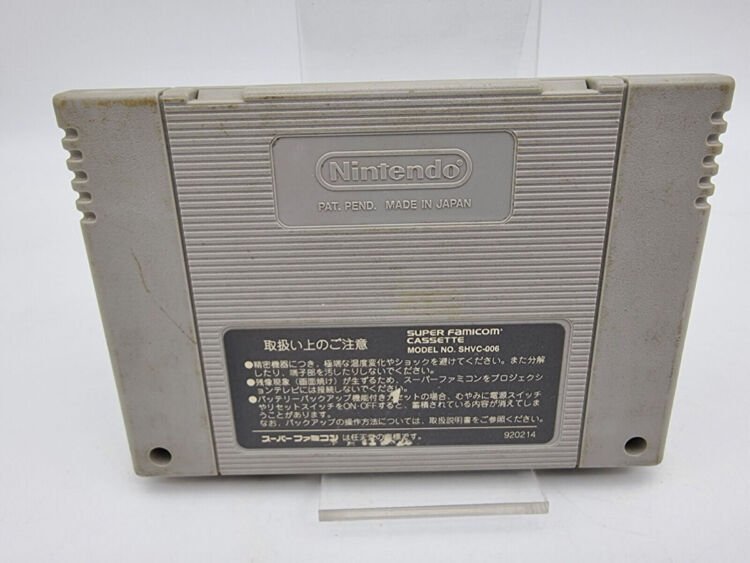 Nintendo®
PAT. PEND. MADE IN JAPAN
取扱い上のご注意
SUPER FAMICOM
CASSETTE
MODEL NO. SHVC-006
●精密機器につき、極端な温度変化やショックを避けてください。また分解
したり、端子部を汚したりしないでください。
●残像現象（画面焼け）が生ずるため、スーパーファミコンをプロジェクシ
ョンテレビには接続しないでください。
●バッテリーバックアップ機能付きカセットの場合、むやみに電源スイッチ
やリセットスイッチをON-OFFすると、蓄積されている内容が消えてしま
うことがあります。
なお、バックアップの操作方法については、取扱説明書をご参照ください。
スーパーファミコンは任天堂の商標です。
920214